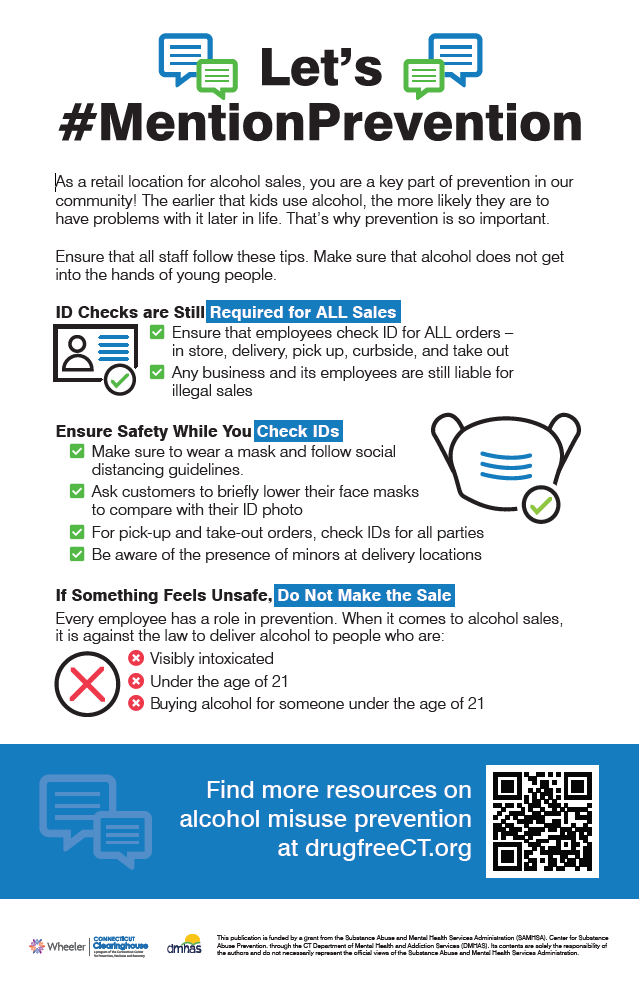 Let's
#MentionPrevention
As a retail location for alcohol sales, you are a key part of prevention in our
community! The earlier that kids use alcohol, the more likely they are to
have problems with it later in life. That's why prevention is so important.
Ensure that all staff follow these tips. Make sure that alcohol does not get
into the hands of young people.
ID Checks are Still Required for ALL Sales
Ensure that employees check ID for ALL orders –
in store, delivery, pick up, curbside, and take out
Any business and its employees are still liable for
illegal sales
Ensure Safety While You Check IDs
Make sure to wear a mask and follow social
distancing guidelines.
Ask customers to briefly lower their face masks
to compare with their ID photo
For pick-up and take-out orders, check IDs for all parties
Be aware of the presence of minors at delivery locations
If Something Feels Unsafe, Do Not Make the Sale
Every employee has a role in prevention. When it comes to alcohol sales,
it is against the law to deliver alcohol to people who are:
Visibly intoxicated
Under the age of 21
Buying alcohol for someone under the age of 21
Find more resources on
alcohol misuse prevention
at drugfreeCT.org
Wheeler
CONNECTICUT
Clearinghouse
a program of the Connecticut Center
for Prevention, Wellness and Recovery
dmhas
This publication is funded by a grant from the Substance Abuse and Mental Health Services Administration (SAMHSA), Center for Substance
Abuse Prevention, through the CT Department of Mental Health and Addiction Services (DMHAS). Its contents are solely the responsibility of
the authors and do not necessarily represent the official views of the Substance Abuse and Mental Health Services Administration.